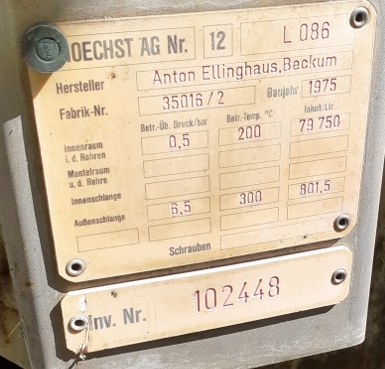 HOECHST AG Nr. 12 L 086
Hersteller Anton Ellinghaus, Beckum
Fabrik-Nr. 35016/2 Baujahr 1975
Betr.-Üb. Druck/bar Betr.-Temp. °C Inhalt/Ltr.
Innenraum i. d. Rohren 0,5 200 79 750
Mantelraum u. d. Rohre
Innenschlange 6,5 300 801,5
Außenschlange
Schrauben
Inv. Nr. 102448